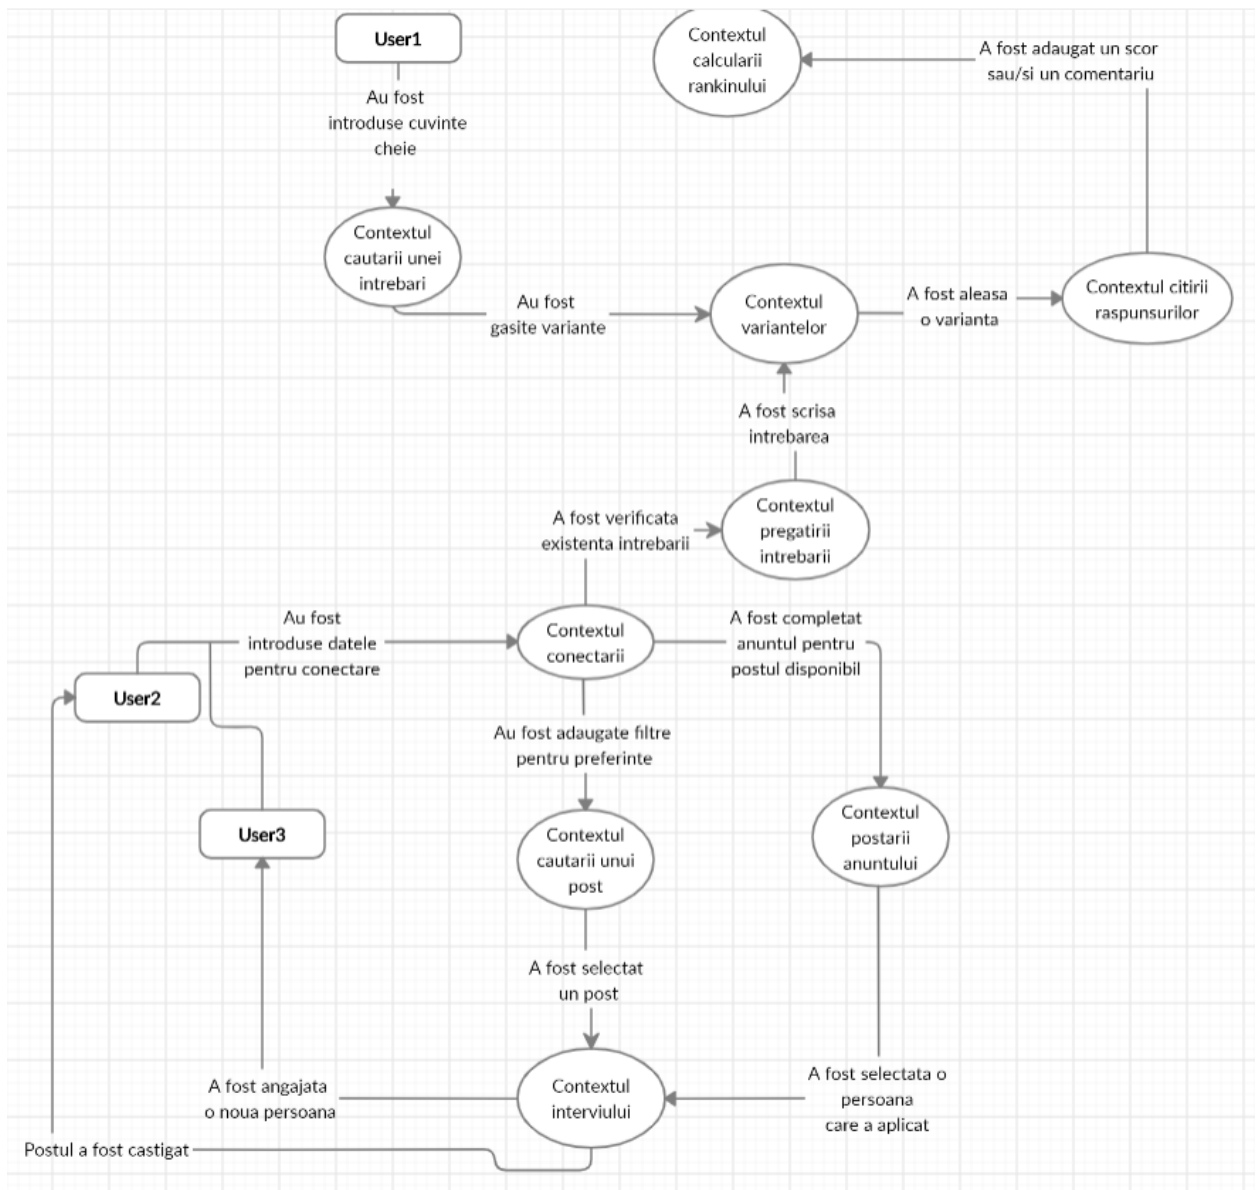 User1
Au fost
introduse cuvinte
cheie
Contextul
calcularii
rankinului
A fost adaugat un scor
sau/si un comentariu
Contextul
cautarii unei
intrebari
Au fost
gasite variante
Contextul
variantelor
A fost aleasa
o varianta
Contextul citirii
raspunsurilor
A fost scrisa
intrebarea
Contextul
pregatirii
intrebarii
A fost verificata
existenta intrebarii
Au fost
introduse datele
pentru conectare
Contextul
conectarii
A fost completat
anuntul pentru
postul disponibil
User2
Au fost adaugate filtre
pentru preferinte
User3
Contextul
cautarii unui
post
Contextul
postarii
anuntului
A fost selectat
un post
A fost angajata
o noua persoana
Contextul
interviului
A fost selectata o
persoana
care a aplicat
Postul a fost castigat